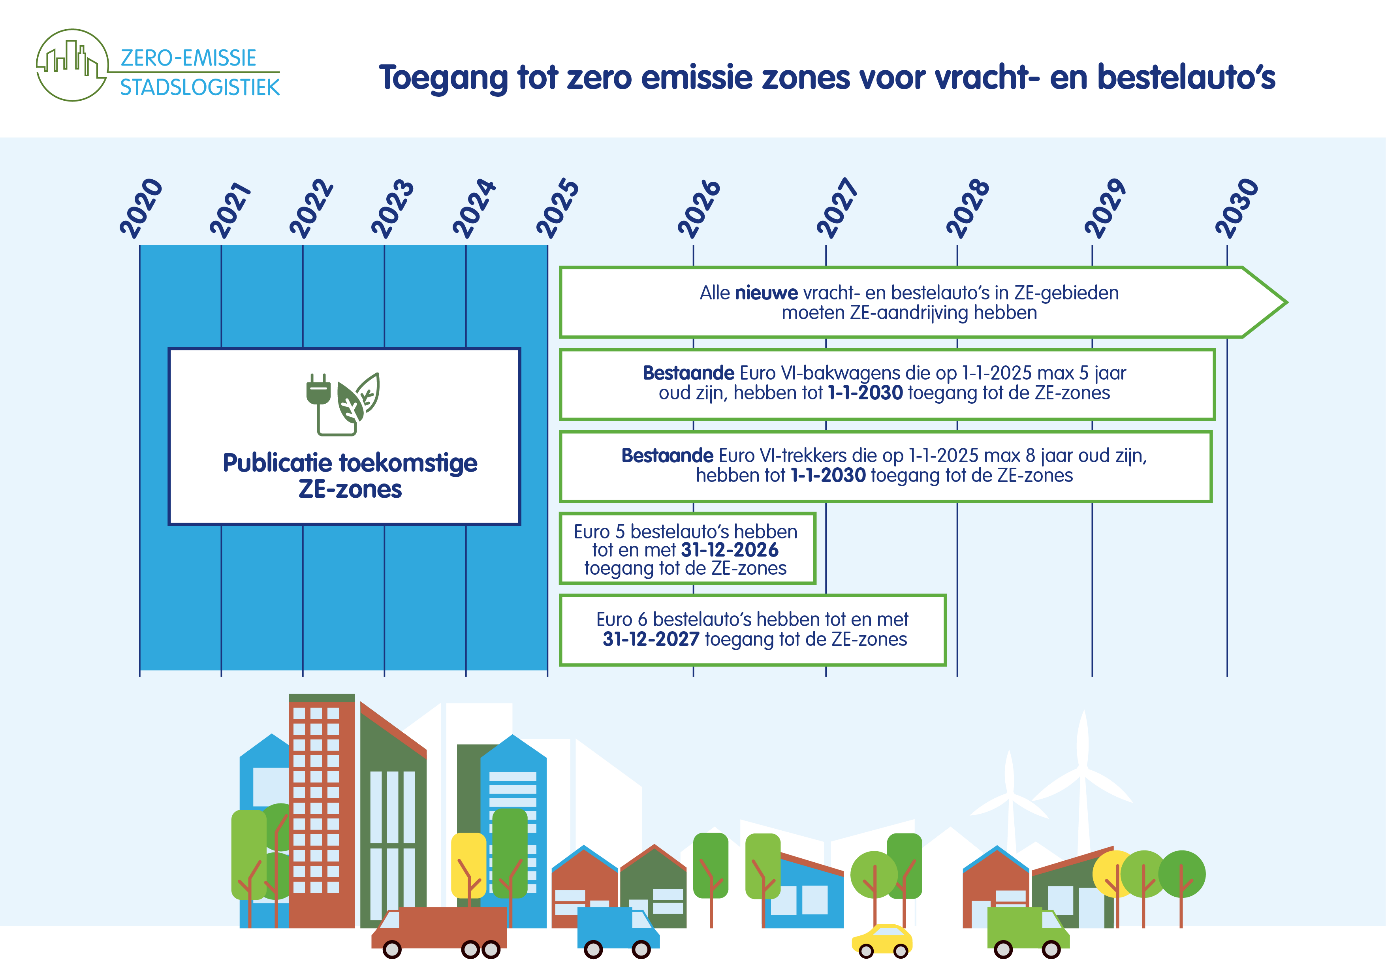 ZERO-EMISSIE
STADSLOGISTIEK
Toegang tot zero emissie zones voor vracht- en bestelauto’s
2020
2021
2022
2023
2024
2025
2026
2027
2028
2029
2030
Alle nieuwe vracht- en bestelauto’s in ZE-gebieden
moeten ZE-aandrijving hebben
Bestaande Euro VI-bakwagens die op 1-1-2025 max 5 jaar
oud zijn, hebben tot 1-1-2030 toegang tot de ZE-zones
Bestaande Euro VI-trekkers die op 1-1-2025 max 8 jaar oud zijn,
hebben tot 1-1-2030 toegang tot de ZE-zones
Publicatie toekomstige
ZE-zones
Euro 5 bestelauto’s hebben
tot en met 31-12-2026
toegang tot de ZE-zones
Euro 6 bestelauto’s hebben tot en met
31-12-2027 toegang tot de ZE-zones